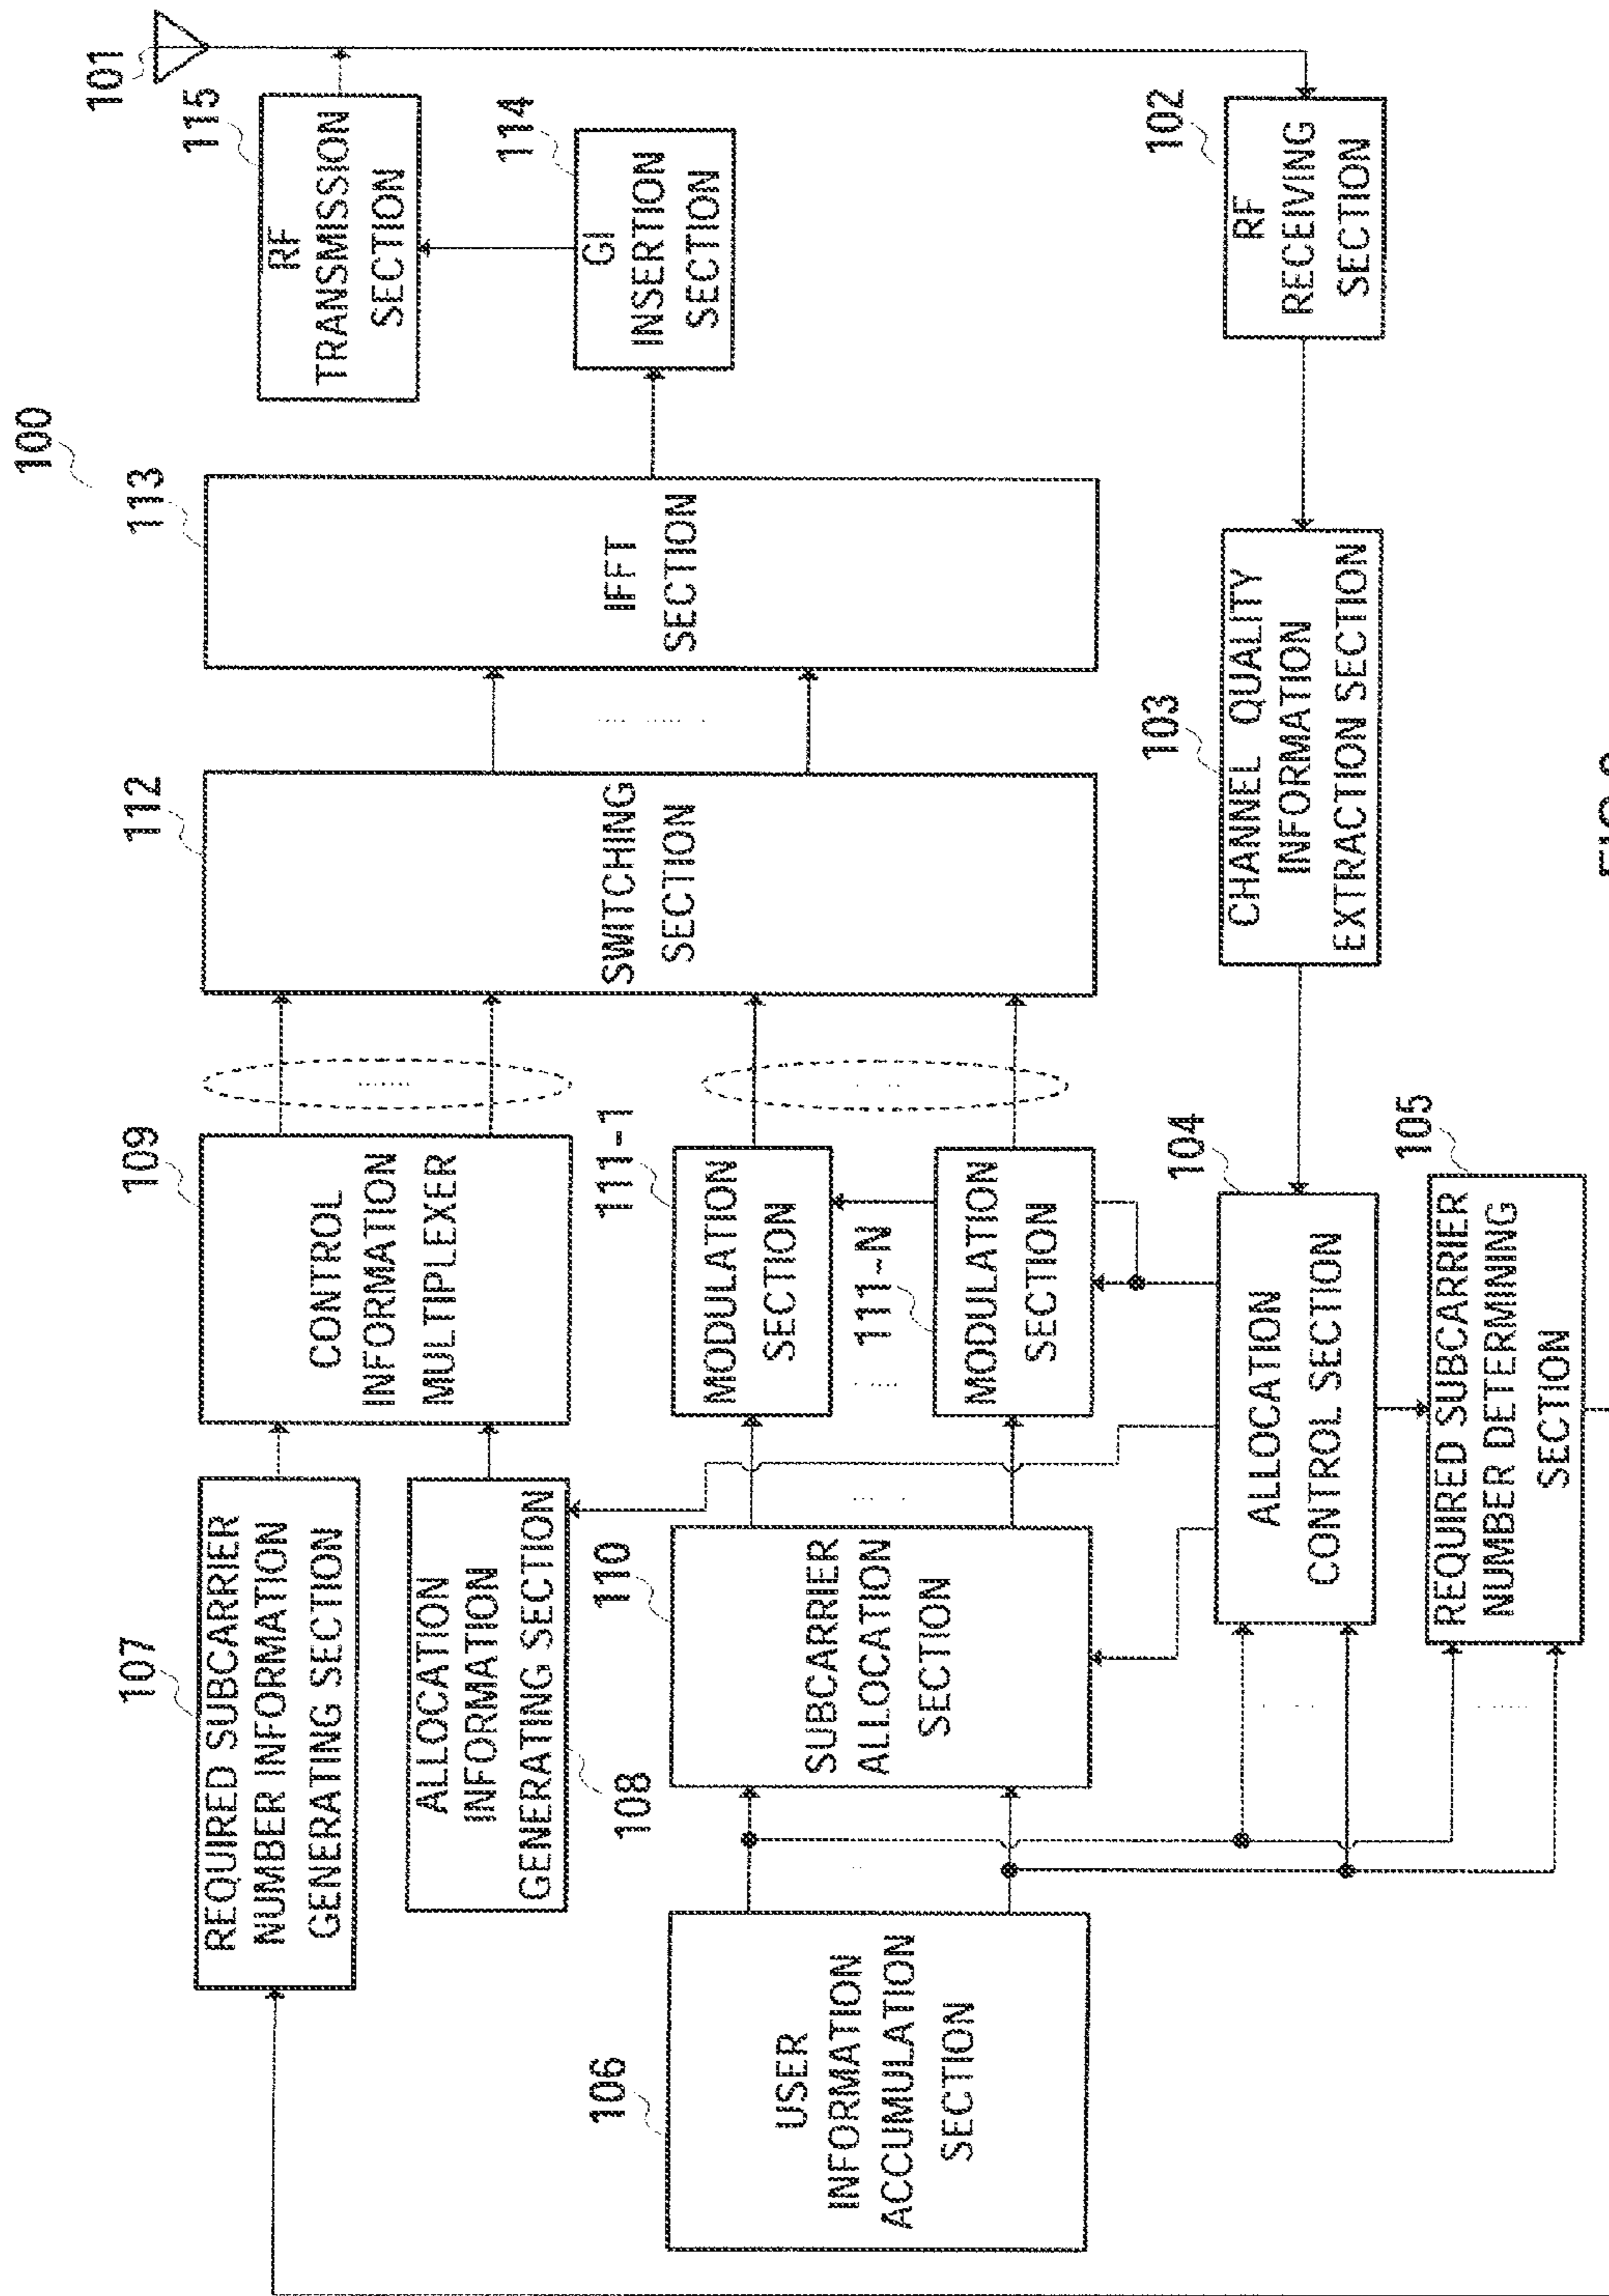 100
101
107
REQUIRED SUBCARRIER
NUMBER INFORMATION
GENERATING SECTION
109
CONTROL
INFORMATION
MULTIPLEXER
112
SWITCHING
SECTION
113
IFFT
SECTION
115
RF
TRANSMISSION
SECTION
114
GI
INSERTION
SECTION
ALLOCATION
INFORMATION
GENERATING SECTION
108
106
USER
INFORMATION
ACCUMULATION
SECTION
110
SUBCARRIER
ALLOCATION
SECTION
111-1
MODULATION
SECTION
111-N
MODULATION
SECTION
104
ALLOCATION
CONTROL SECTION
103
CHANNEL QUALITY
INFORMATION
EXTRACTION SECTION
102
RF
RECEIVING
SECTION
105
REQUIRED SUBCARRIER
NUMBER DETERMINING
SECTION